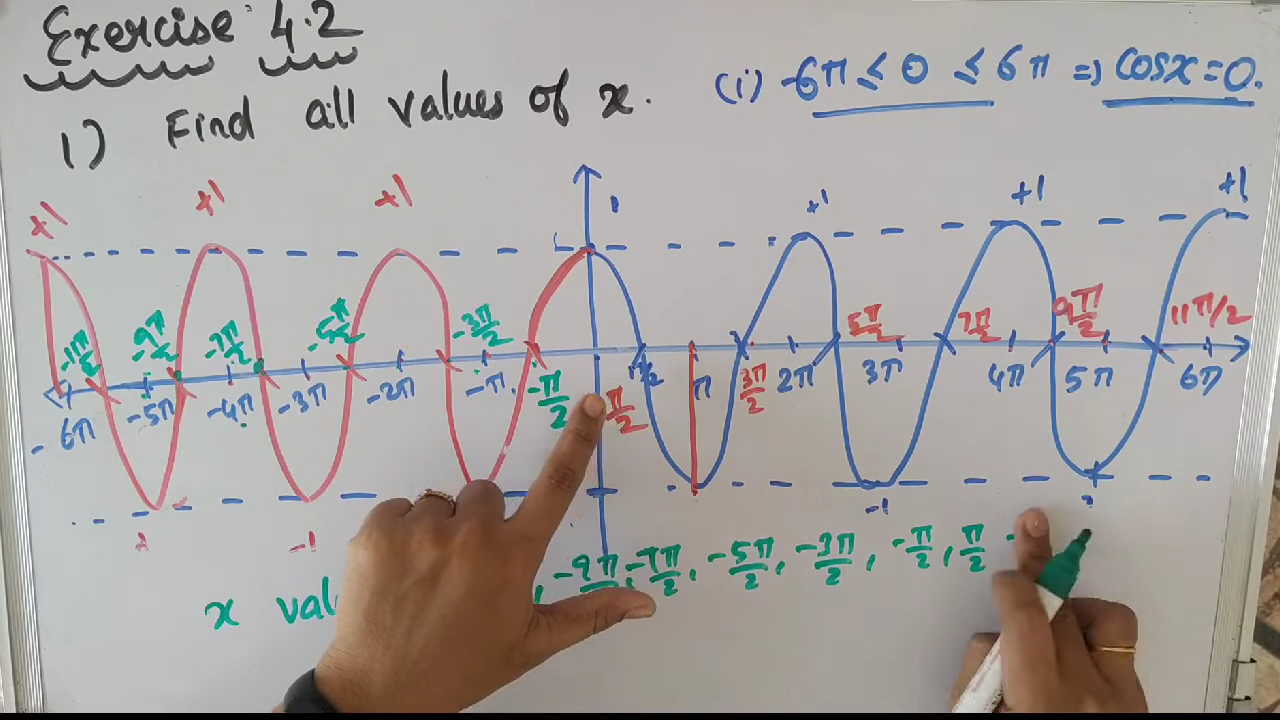 Exercise: 4.2
1) Find all values of x.
(i) -6π ≤ 0 ≤ 6π ⇒ cosx=0.
+1 +1 +1 1 +1 +1 +1
-11π/2 -9π/2 -7π/2 -5π/2 -3π/2 5π/2 7π/2 9π/2 11π/2
-6π -5π -4π -3π -2π -π -π/2 π/2 π/2 π 3π/2 2π 3π 4π 5π 6π
-1 -1
x val , -9π/2, -7π/2, -5π/2, -3π/2, -π/2, π/2